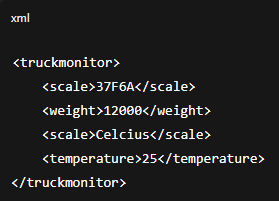 xml
<truckmonitor>
<scale>37F6A</scale>
<weight>12000</weight>
<scale>Celcius</scale>
<temperature>25</temperature>
</truckmonitor>